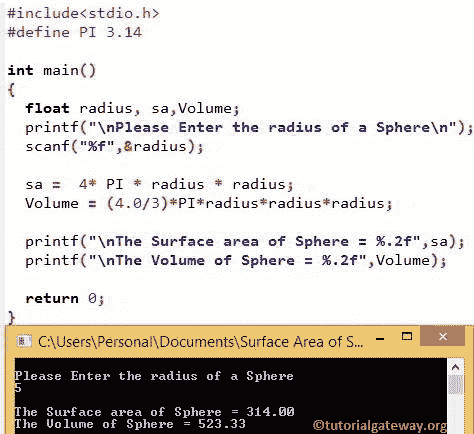 #include<stdio.h>
#define PI 3.14
int main()
{
float radius, sa,Volume;
printf("\nPlease Enter the radius of a Sphere\n");
scanf("%f",&radius);
sa =  4* PI * radius * radius;
Volume = (4.0/3)*PI*radius*radius*radius;
printf("\nThe Surface area of Sphere = %.2f",sa);
printf("\nThe Volume of Sphere = %.2f",Volume);
return 0;
}
C:\Users\Personal\Documents\Surface Area of S...
Please Enter the radius of a Sphere
5
The Surface area of Sphere = 314.00
The Volume of Sphere = 523.33
©tutorialgateway.org